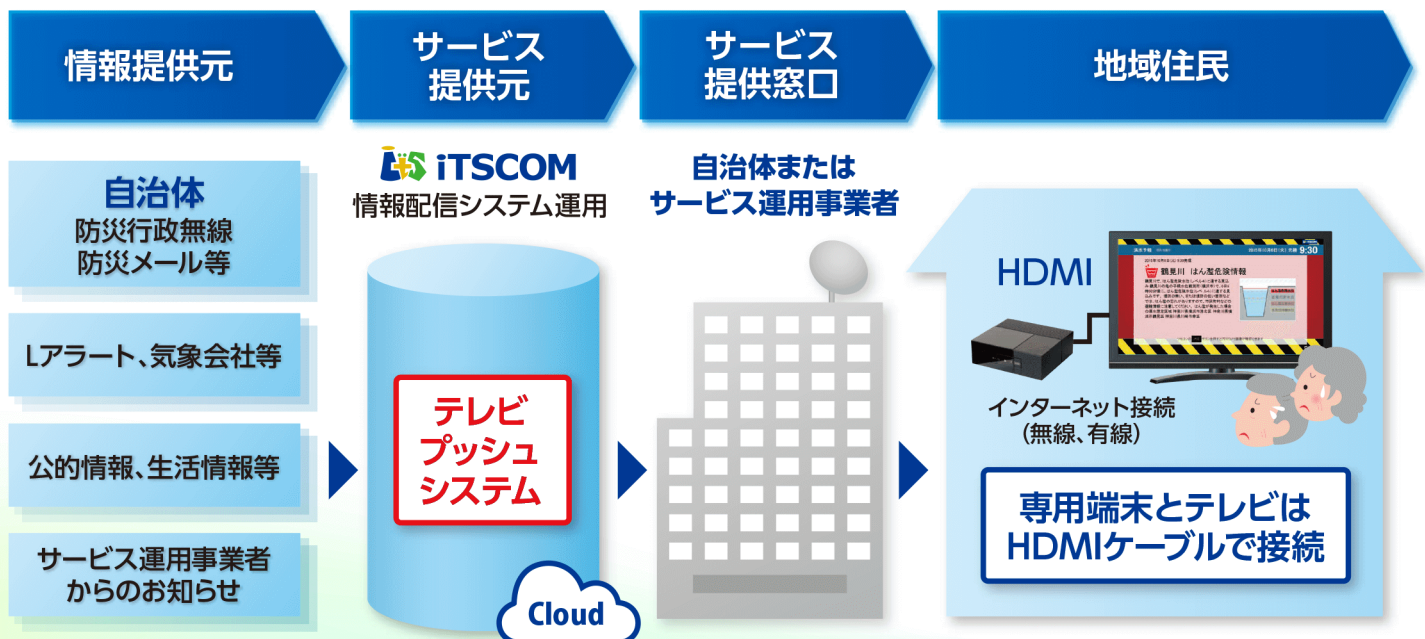 情報提供元
サービス
提供元
サービス
提供窓口
地域住民
自治体
防災行政無線
防災メール等
Lアラート、気象会社等
公的情報、生活情報等
サービス運用事業者
からのお知らせ
iTSCOM
情報配信システム運用
テレビ
プッシュ
システム
Cloud
自治体または
サービス運用事業者
HDMI
9:30
鶴見川 はん濫危険情報
インターネット接続
(無線、有線)
専用端末とテレビは
HDMIケーブルで接続